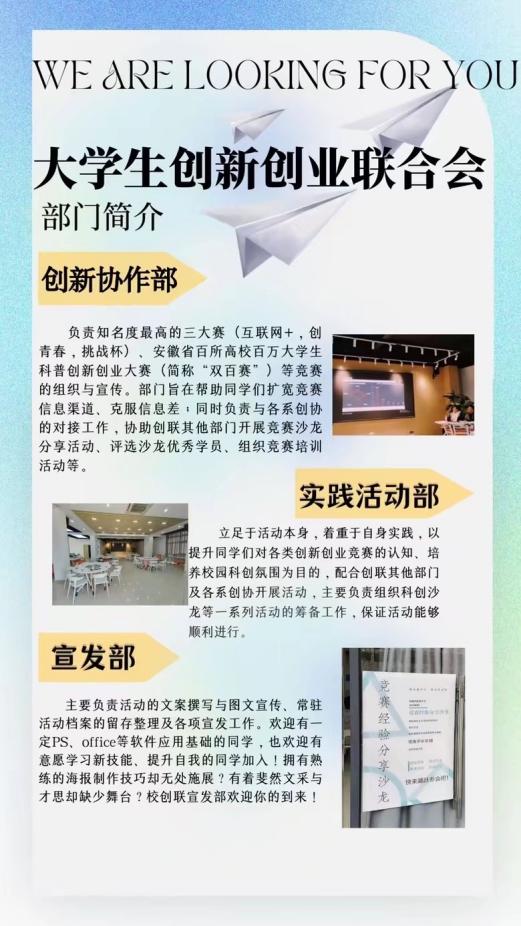 WE ARE LOOKING FOR YOU
大学生创新创业联合会
部门简介
创新协作部
负责知名度最高的三大赛（互联网+，创
青春，挑战杯）、安徽省百所高校百万大学生
科普创新创业大赛（简称“双百赛”）等竞赛
的组织与宣传。部门旨在帮助同学们扩宽竞赛
信息渠道、克服信息差；同时负责与各系创协
的对接工作，协助创联其他部门开展竞赛沙龙
分享活动、评选沙龙优秀学员、组织竞赛培训
活动等。
实践活动部
立足于活动本身，着重于自身实践，以
提升同学们对各类创新创业竞赛的认知、培
养校园科创氛围为目的，配合创联其他部门
及各系创协开展活动，主要负责组织科创沙
龙等一系列活动的筹备工作，保证活动能够
顺利进行。
宣发部
主要负责活动的文案撰写与图文宣传、常驻
活动档案的留存整理及各项宣发工作。欢迎有一
定PS、office等软件应用基础的同学，也欢迎有
意愿学习新技能、提升自我的同学加入！拥有熟
练的海报制作技巧却无处施展？有着斐然文采与
才思却缺少舞台？校创联宣发部欢迎你的到来！
竞赛经验分享沙龙
快来踊跃参会吧！